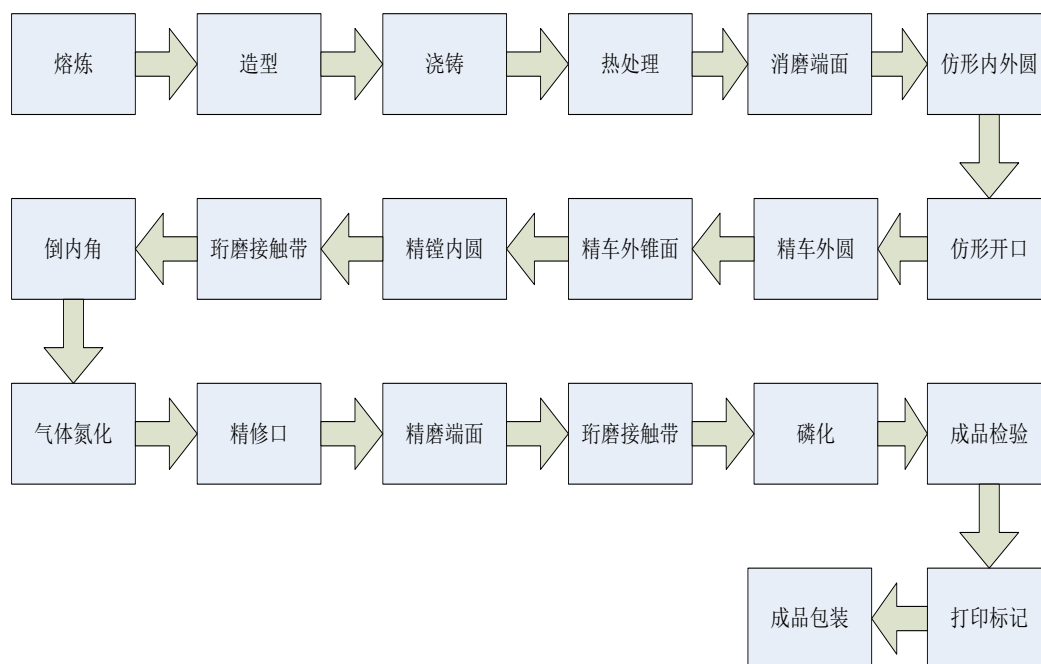 熔炼
造型
浇铸
热处理
消磨端面
仿形内外圆
仿形开口
精车外圆
精车外锥面
精镗内圆
珩磨接触带
倒内角
气体氮化
精修口
精磨端面
珩磨接触带
磷化
成品检验
打印标记
成品包装